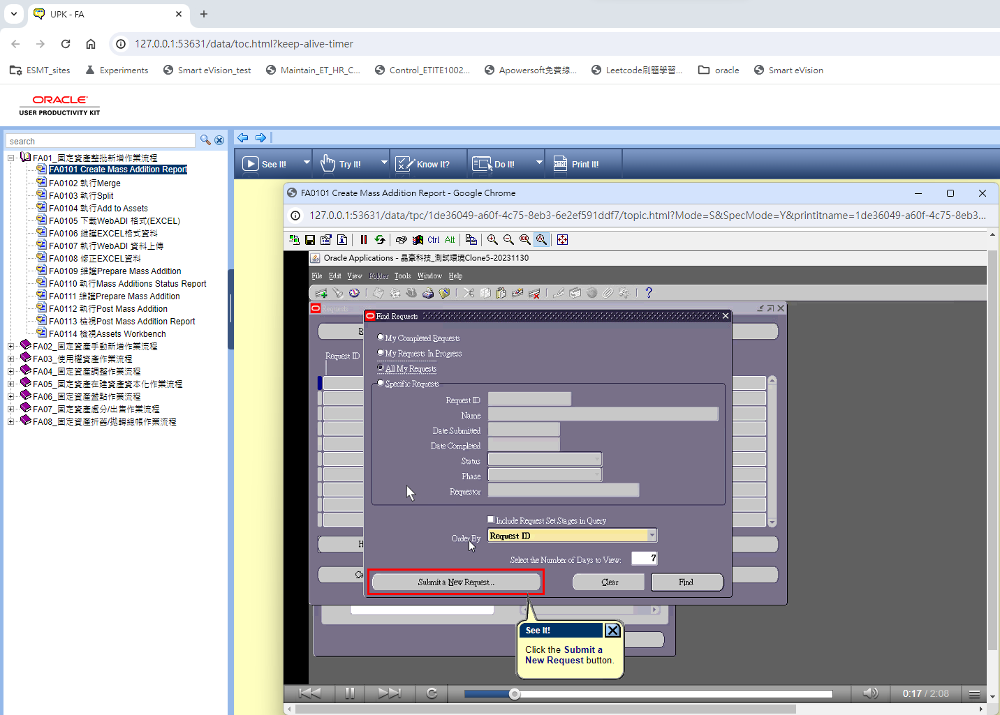 UPK - FA
127.0.0.1:53631/data/toc.html?keep-alive-timer
ESMT_sites
Experiments
Smart eVision_test
Maintain_ET_HR_C...
Control_ETITE1002...
Apowersoft免費線...
Leetcode刷題學習...
oracle
Smart eVision
ORACLE
USER PRODUCTIVITY KIT
search
FA01_固定資產整批新增作業流程
FA0101 Create Mass Addition Report
FA0102 執行Merge
FA0103 執行Split
FA0104 執行Add to Assets
FA0105 下載WebADI 格式(EXCEL)
FA0106 維護EXCEL格式資料
FA0107 執行WebADI 資料上傳
FA0108 修正EXCEL資料
FA0109 維護Prepare Mass Addition
FA0110 執行Mass Additions Status Report
FA0111 維護Prepare Mass Addition
FA0112 執行Post Mass Addition
FA0113 檢視Post Mass Addition Report
FA0114 檢視Assets Workbench
FA02_固定資產手動新增作業流程
FA03_使用權資產作業流程
FA04_固定資產調整作業流程
FA05_固定資產在建資產資本化作業流程
FA06_固定資產盤點作業流程
FA07_固定資產處分/出售作業流程
FA08_固定資產折舊/拋轉總帳作業流程
See It!
Try It!
Know It?
Do It!
Print It!
FA0101 Create Mass Addition Report - Google Chrome
127.0.0.1:53631/data/tpc/1de36049-a60f-4c75-8eb3-6e2ef591ddf7/topic.html?Mode=S&SpecMode=Y&printitname=1de36049-a60f-4c75-8eb3...
Ctrl Alt
Oracle Applications - 晶豪科技_測試環境Clone5-20231130
File Edit View Folder Tools Window Help
Requests
Find Requests
My Completed Requests
My Requests In Progress
All My Requests
Specific Requests
Request ID
Request ID
Name
Date Submitted
Date Completed
Status
Phase
Requestor
Include Request Set Stages in Query
Order By
Request ID
Select the Number of Days to View:
7
Submit a New Request...
Clear
Find
See It!
Click the Submit a
New Request button.
0:17 / 2:08